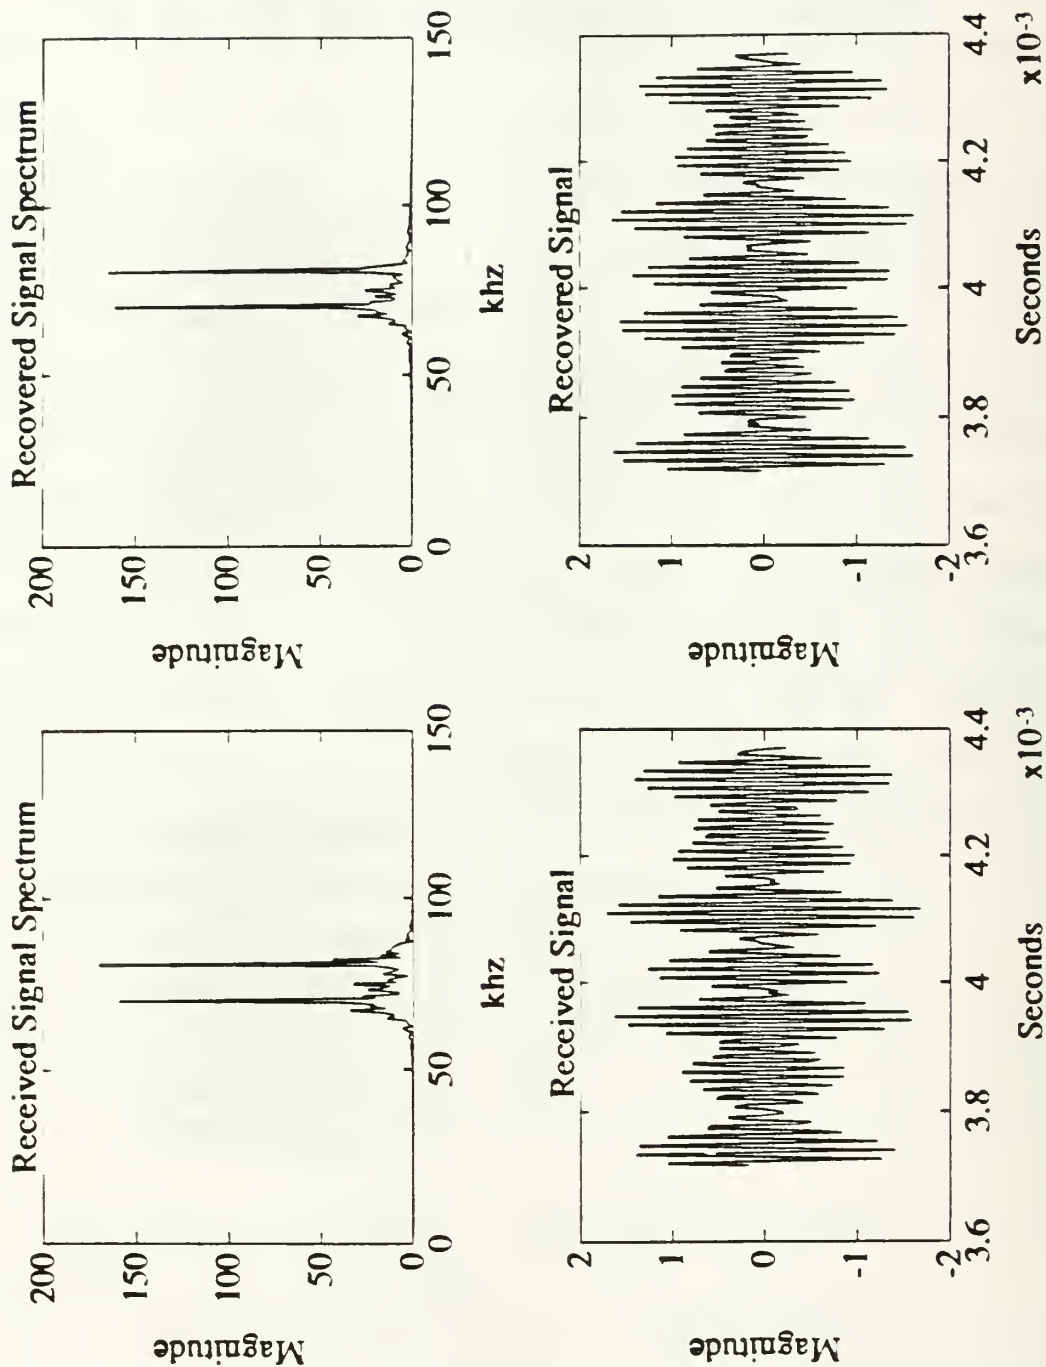 Received Signal Spectrum
200
150
100
50
0
Magnitude
0
50
100
150
khz
Recovered Signal Spectrum
200
150
100
50
0
Magnitude
0
50
100
150
khz
Received Signal
2
1
0
-1
-2
Magnitude
3.6
3.8
4
4.2
4.4
Seconds
x10-3
Recovered Signal
2
1
0
-1
-2
Magnitude
3.6
3.8
4
4.2
4.4
Seconds
x10-3